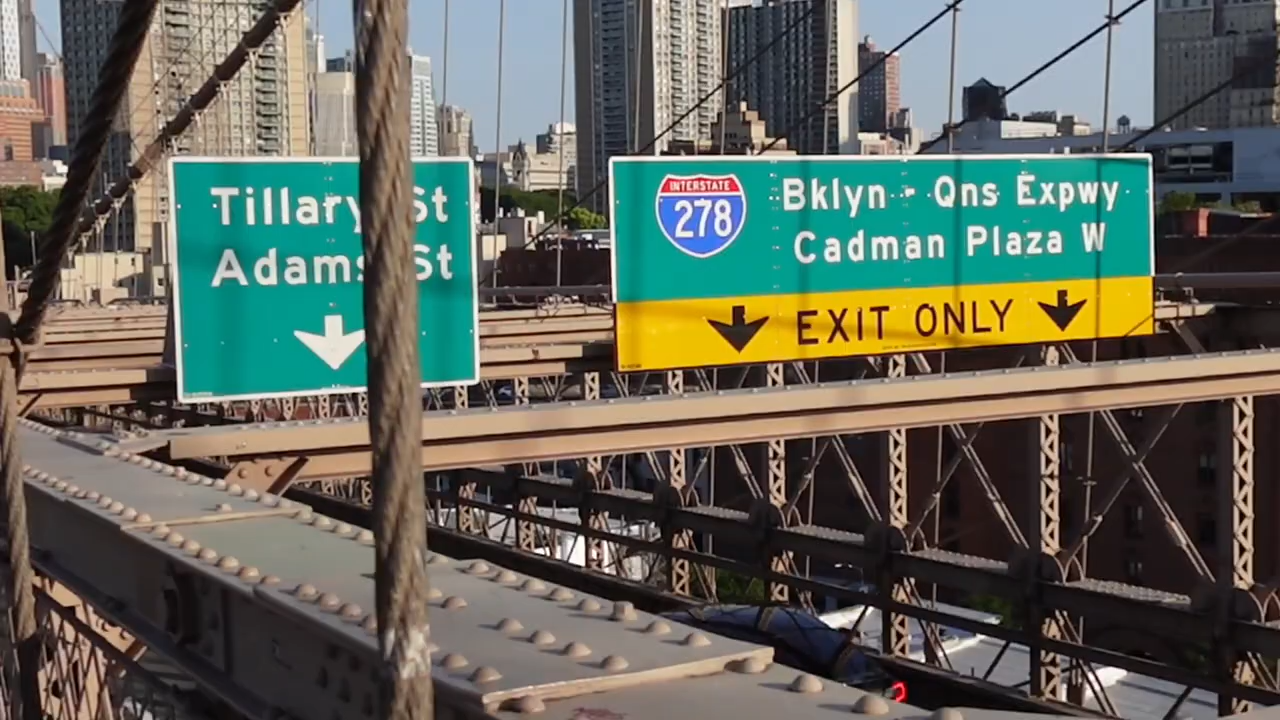 Tillary St
Adams St
INTERSTATE
278
Bklyn - Qns Expwy
Cadman Plaza W
EXIT ONLY